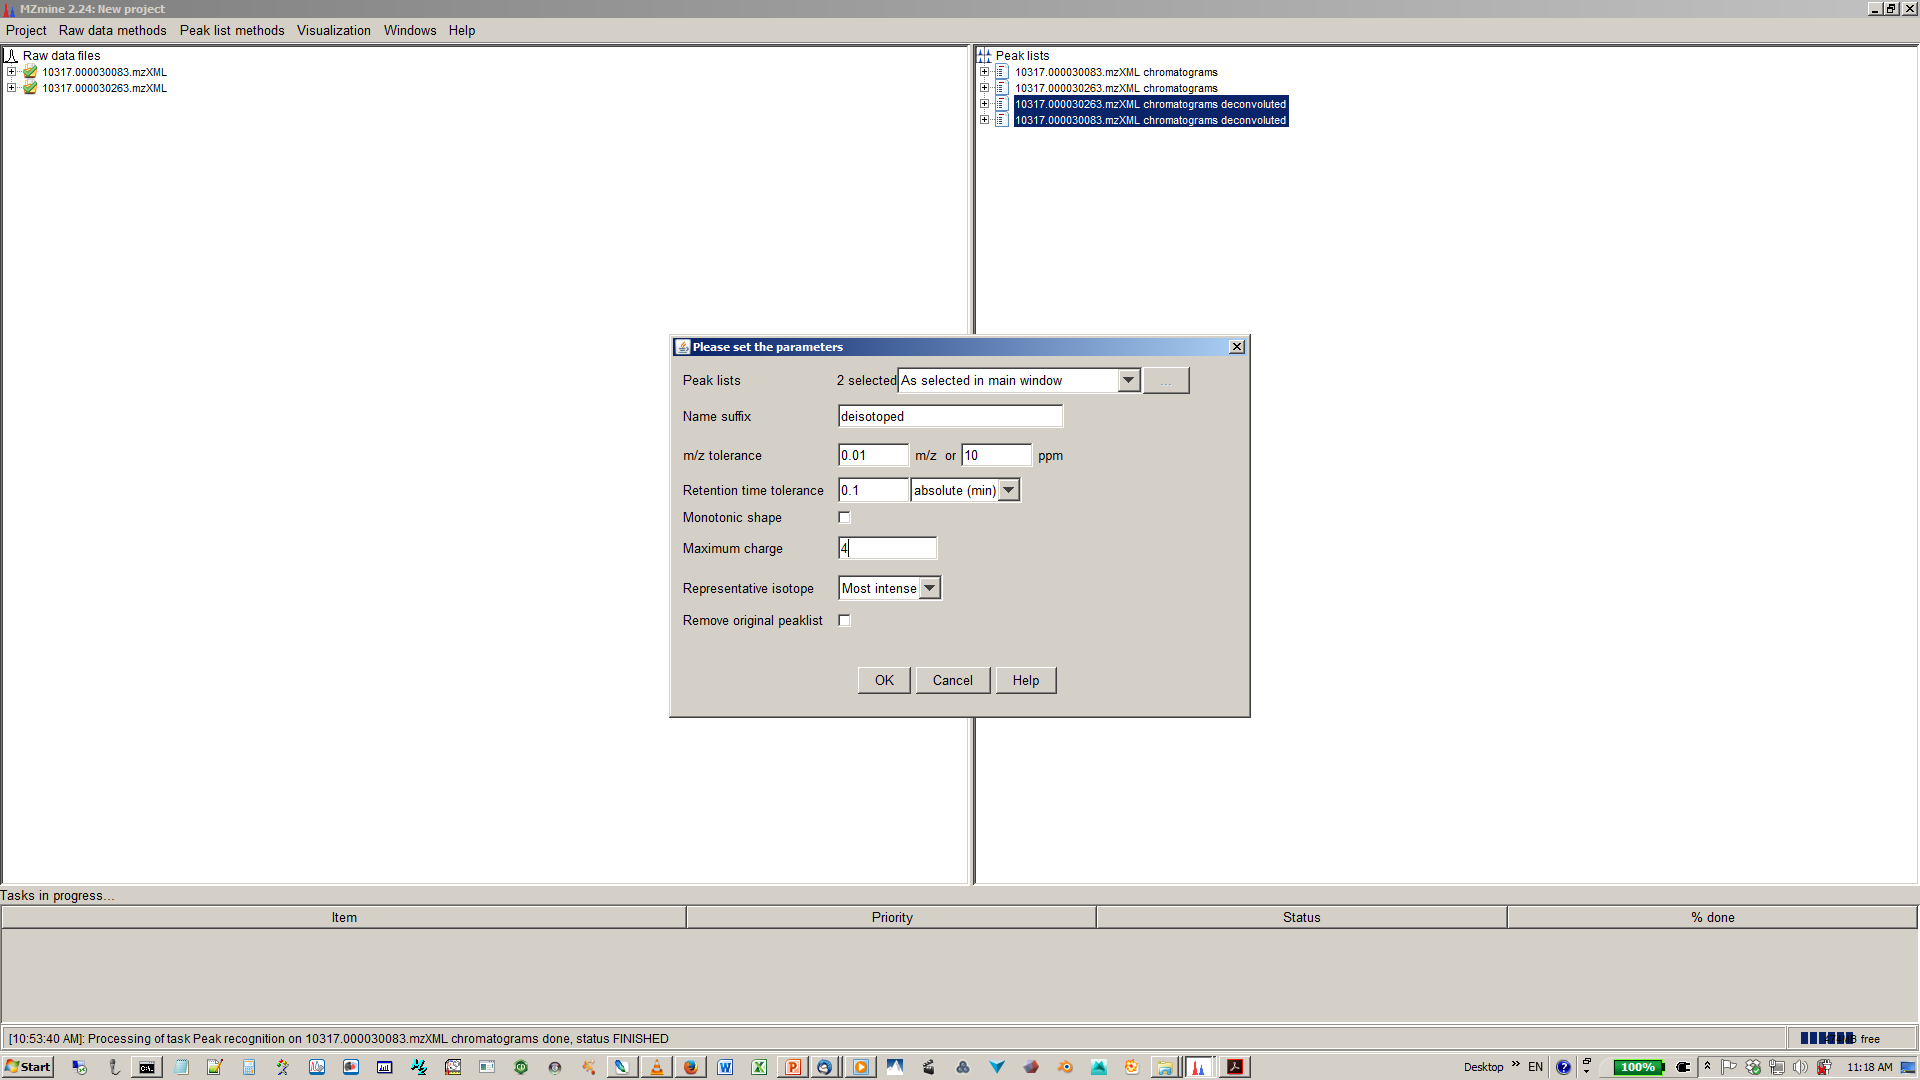 MZmine 2.24: New project
Project Raw data methods Peak list methods Visualization Windows Help
Raw data files
10317.000030083.mzXML
10317.000030263.mzXML
Peak lists
10317.000030083.mzXML chromatograms
10317.000030263.mzXML chromatograms
10317.000030263.mzXML chromatograms deconvoluted
10317.000030083.mzXML chromatograms deconvoluted
Please set the parameters
Peak lists 2 selected As selected in main window ...
Name suffix deisotoped
m/z tolerance 0.01 m/z or 10 ppm
Retention time tolerance 0.1 absolute (min)
Monotonic shape
Maximum charge 4
Representative isotope Most intense
Remove original peaklist
OK Cancel Help
Tasks in progress...
Item Priority Status % done
[10:53:40 AM]: Processing of task Peak recognition on 10317.000030083.mzXML chromatograms done, status FINISHED
free
Start Desktop EN 100% 11:18 AM